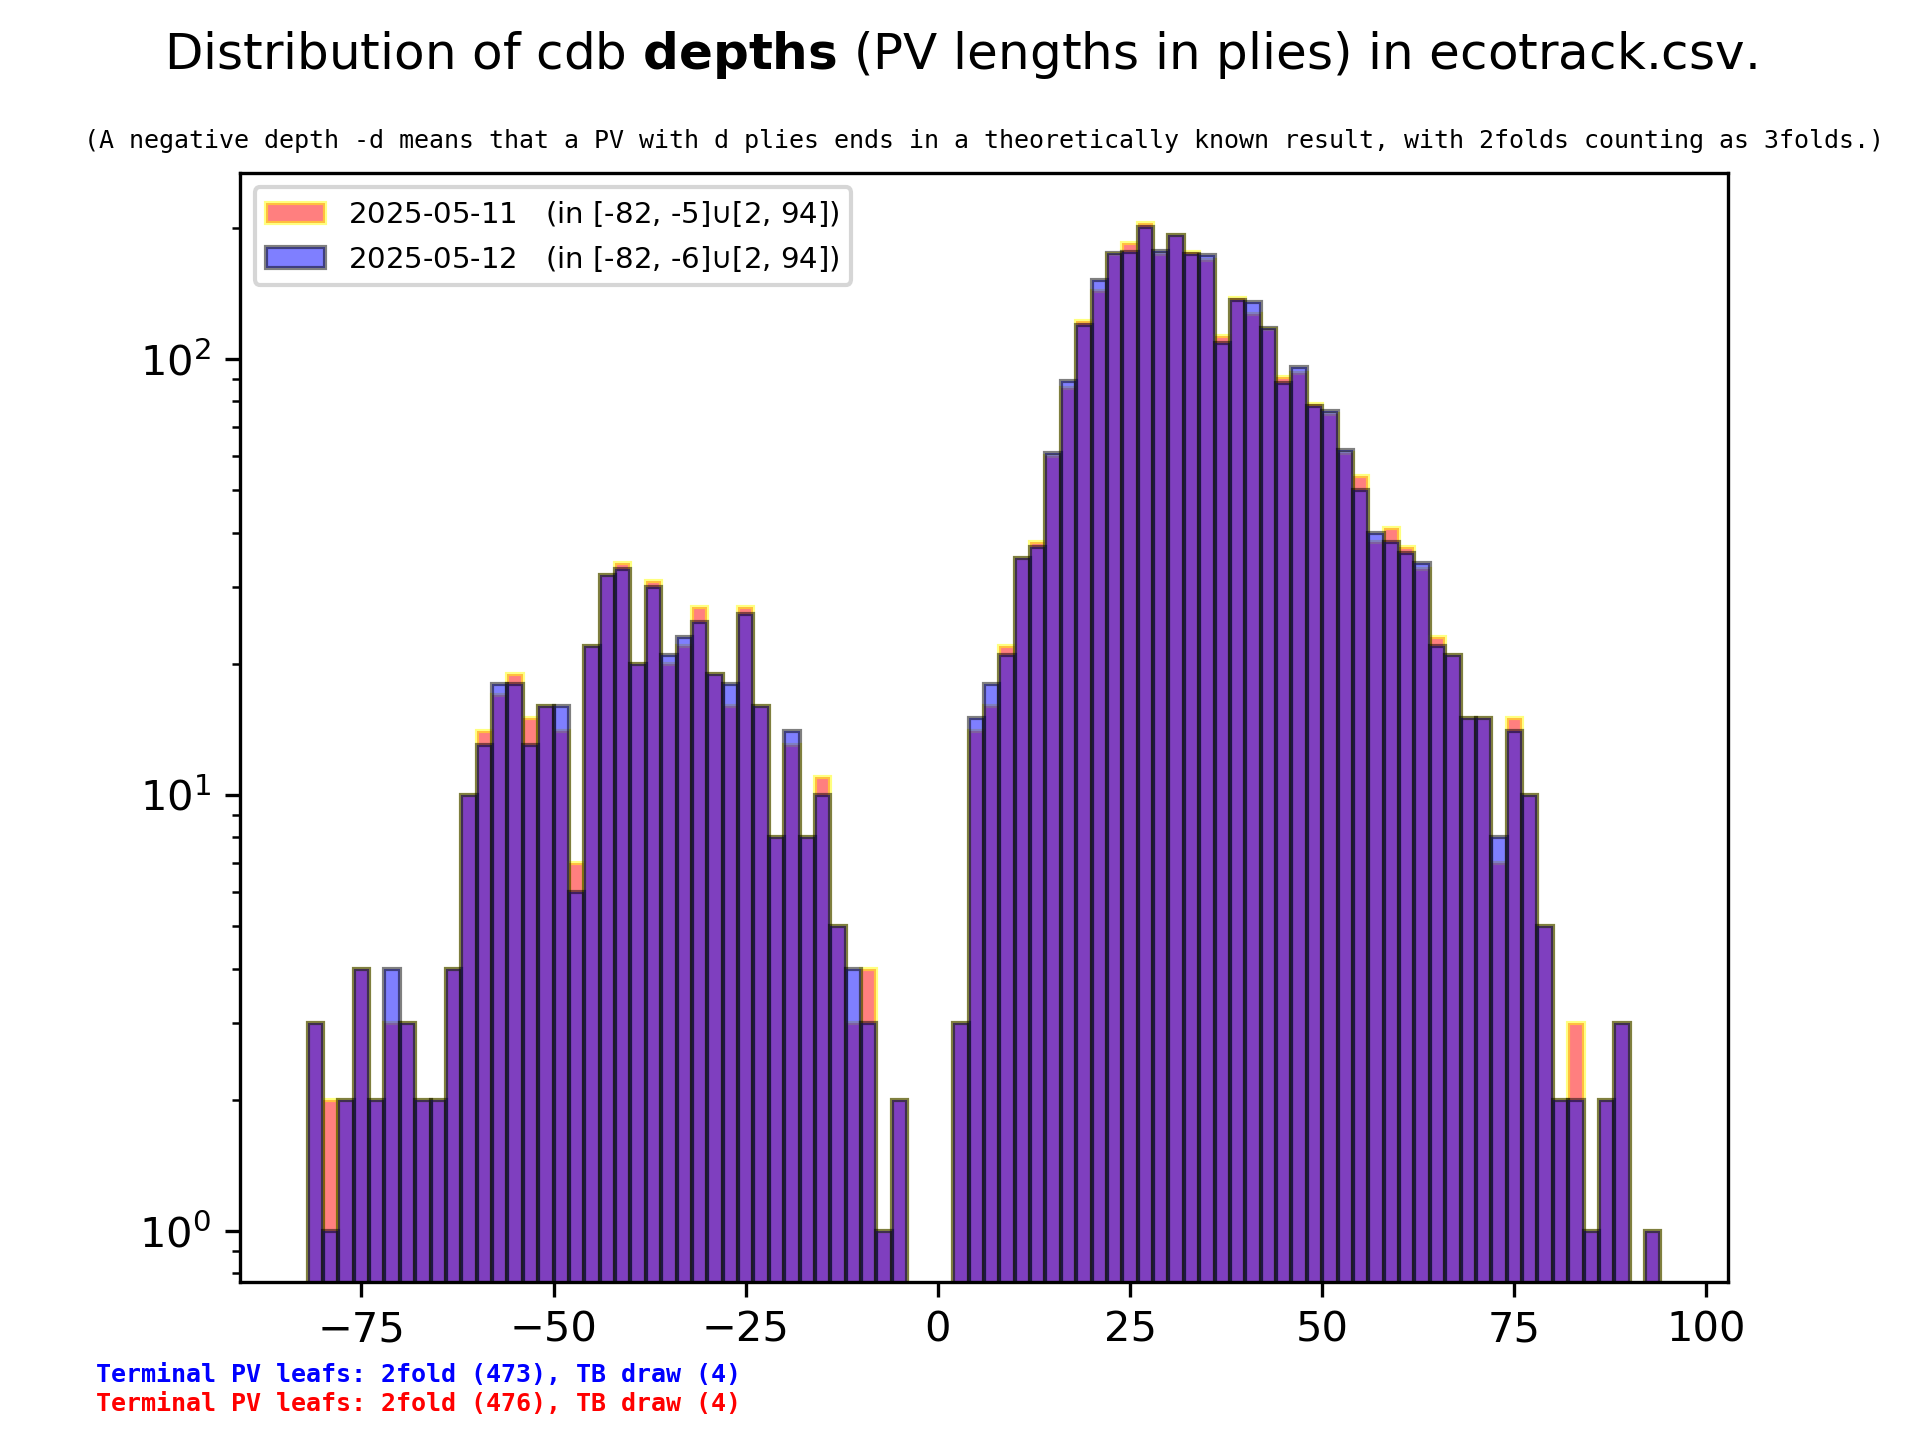 Distribution of cdb depths (PV lengths in plies) in ecotrack.csv.
(A negative depth -d means that a PV with d plies ends in a theoretically known result, with 2folds counting as 3folds.)
2025-05-11 (in [-82, -5]∪[2, 94])
2025-05-12 (in [-82, -6]∪[2, 94])
10²
10¹
10⁰
−75 −50 −25 0 25 50 75 100
Terminal PV leafs: 2fold (473), TB draw (4)
Terminal PV leafs: 2fold (476), TB draw (4)